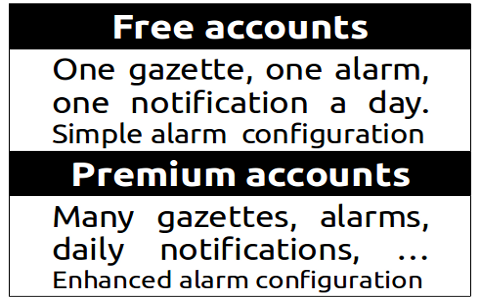 Free accounts
One gazette, one alarm,
one notification a day.
Simple alarm configuration
Premium accounts
Many gazettes, alarms,
daily notifications, ...
Enhanced alarm configuration